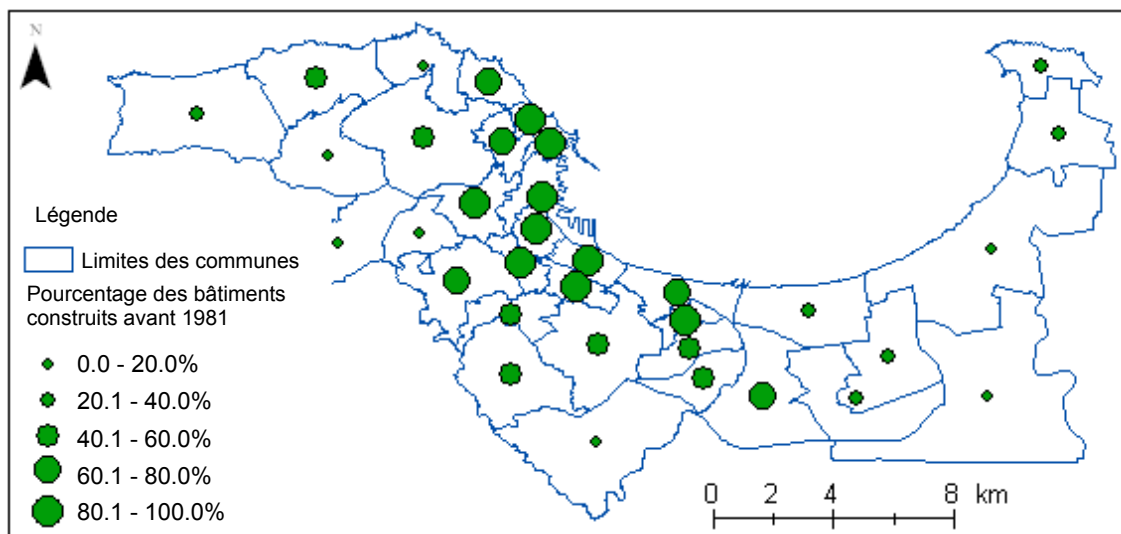 N
Légende
Limites des communes
Pourcentage des bâtiments
construits avant 1981
0.0 - 20.0%
20.1 - 40.0%
40.1 - 60.0%
60.1 - 80.0%
80.1 - 100.0%
0 2 4 8 km